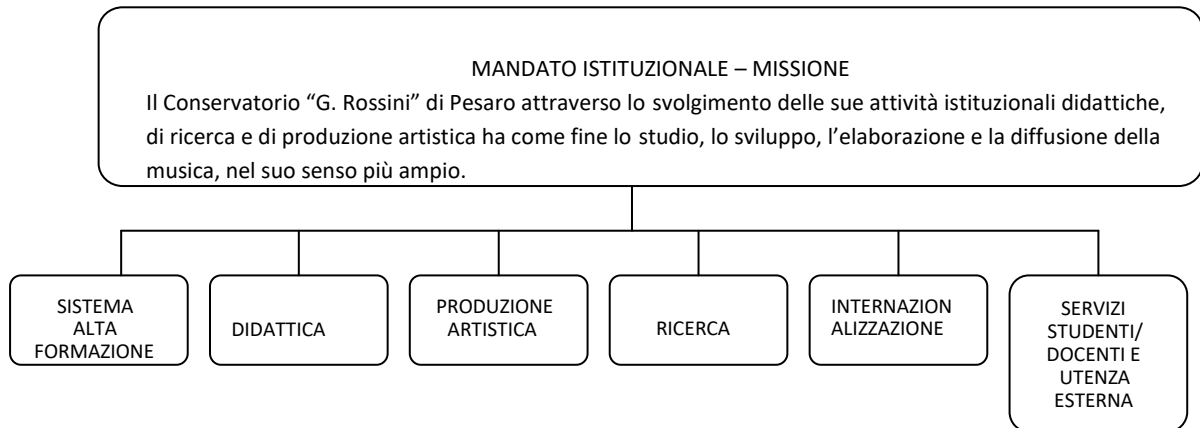 MANDATO ISTITUZIONALE – MISSIONE
Il Conservatorio “G. Rossini” di Pesaro attraverso lo svolgimento delle sue attività istituzionali didattiche,
di ricerca e di produzione artistica ha come fine lo studio, lo sviluppo, l’elaborazione e la diffusione della
musica, nel suo senso più ampio.
SISTEMA
ALTA
FORMAZIONE
DIDATTICA
PRODUZIONE
ARTISTICA
RICERCA
INTERNAZION
ALIZZAZIONE
SERVIZI
STUDENTI/
DOCENTI E
UTENZA
ESTERNA